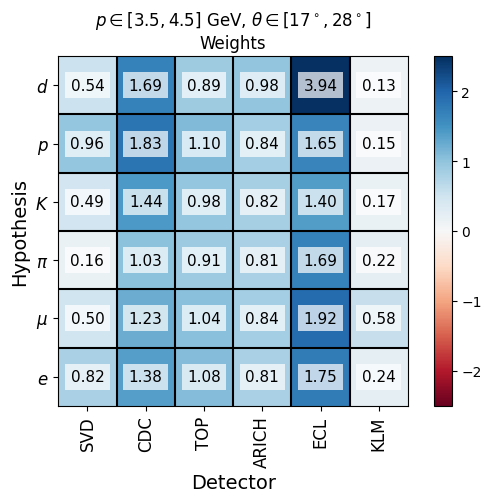 p ∈ [3.5, 4.5] GeV, θ ∈ [17°, 28°]
Weights
d 0.54 1.69 0.89 0.98 3.94 0.13
p 0.96 1.83 1.10 0.84 1.65 0.15
K 0.49 1.44 0.98 0.82 1.40 0.17
π 0.16 1.03 0.91 0.81 1.69 0.22
μ 0.50 1.23 1.04 0.84 1.92 0.58
e 0.82 1.38 1.08 0.81 1.75 0.24
Hypothesis
SVD CDC TOP ARICH ECL KLM
Detector
2
1
0
−1
−2